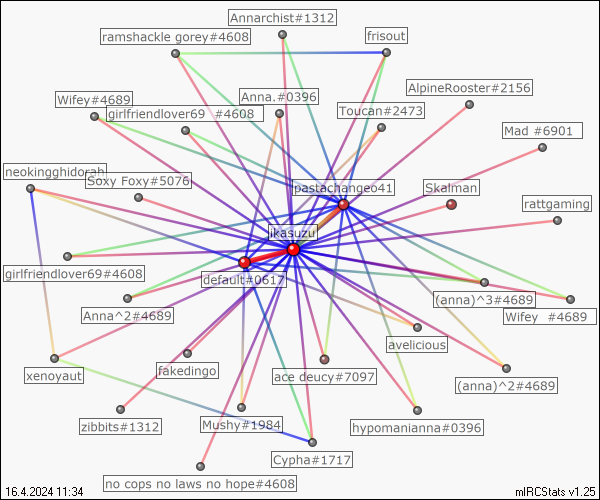 Annarchist#1312
ramshackle gorey#4608
frisout
AlpineRooster#2156
Wifey#4689
Anna.#0396
girlfriendlover69 #4608
Toucan#2473
Mad #6901
neokingghidorah
Soxy Foxy#5076
pastachangeo41
Skalman
rattgaming
ikasuzu
girlfriendlover69#4608
default#0617
(anna)^3#4689
Anna^2#4689
Wifey #4689
avelicious
xenoyaut
fakedingo
ace deucy#7097
(anna)^2#4689
zibbits#1312
Mushy#1984
hypomanianna#0396
Cypha#1717
no cops no laws no hope#4608
16.4.2024 11:34
mIRCStats v1.25